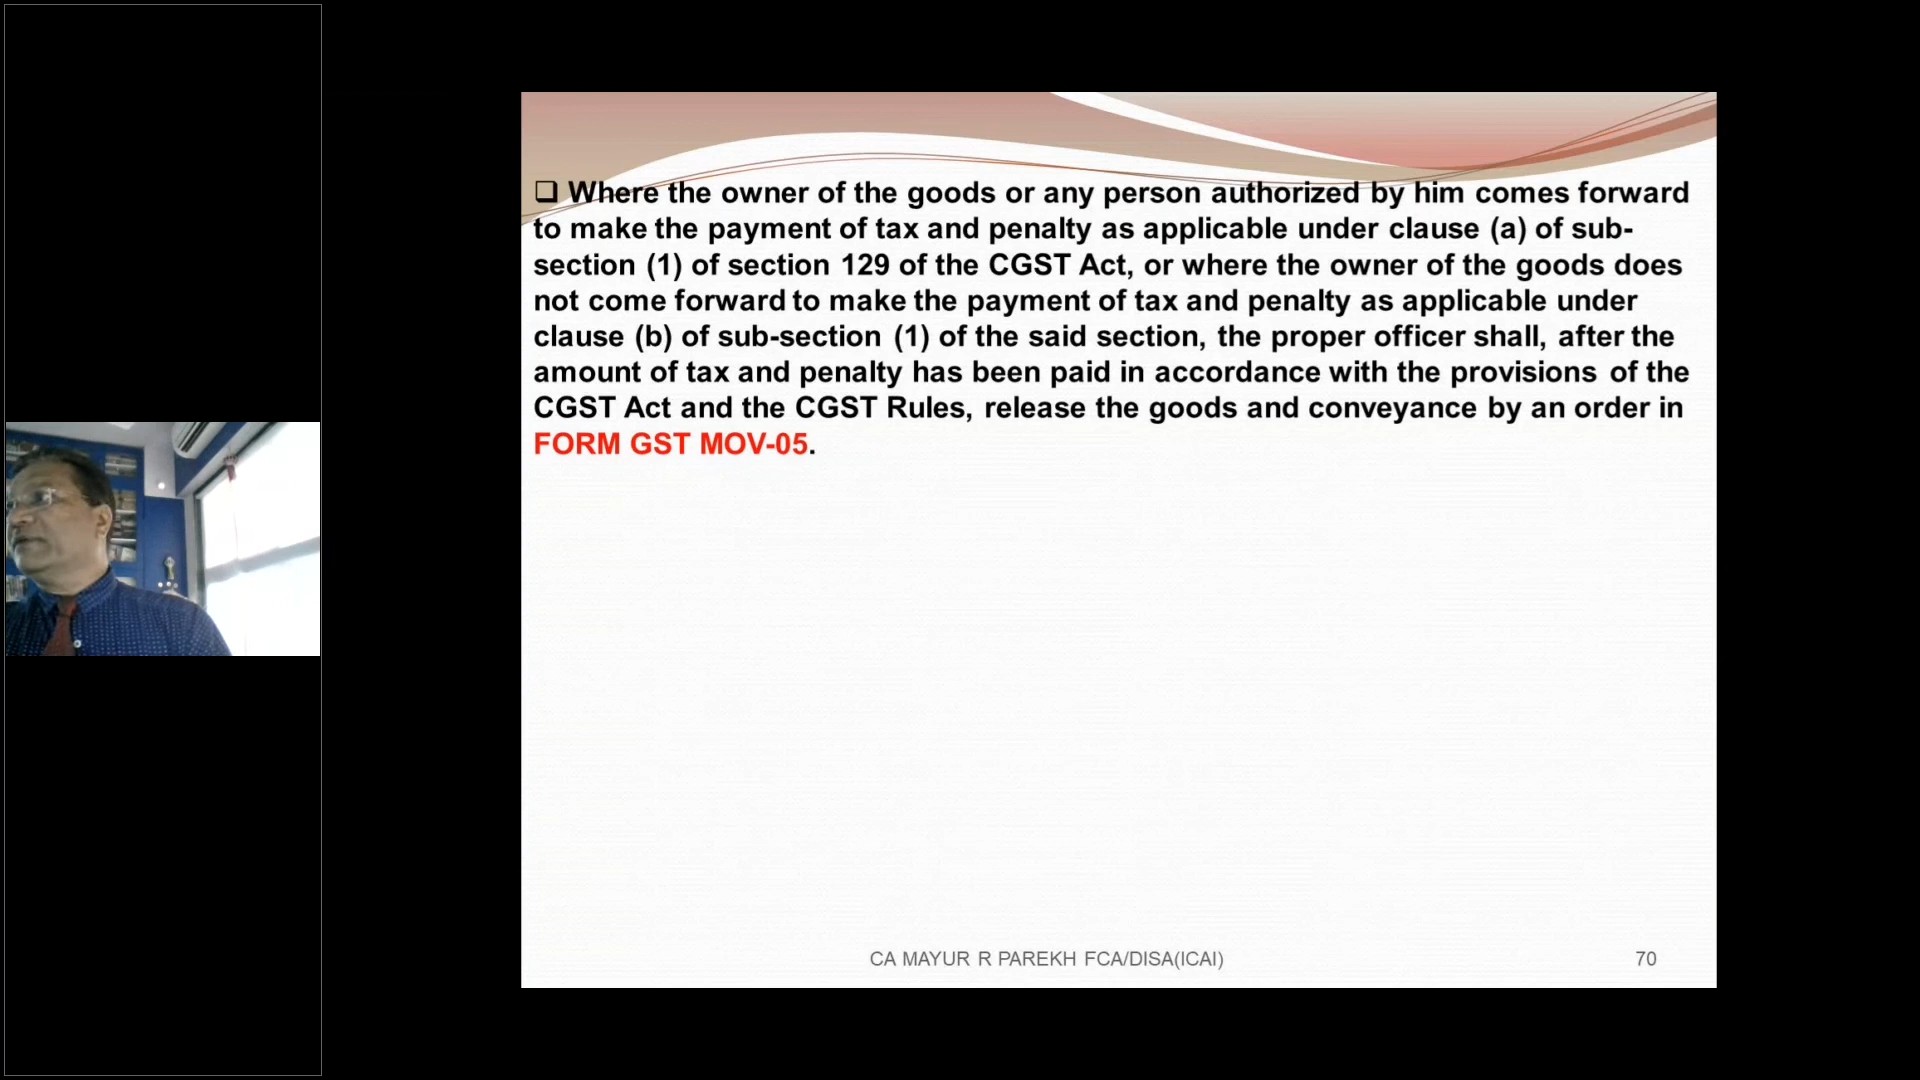 ❑ Where the owner of the goods or any person authorized by him comes forward
to make the payment of tax and penalty as applicable under clause (a) of sub-
section (1) of section 129 of the CGST Act, or where the owner of the goods does
not come forward to make the payment of tax and penalty as applicable under
clause (b) of sub-section (1) of the said section, the proper officer shall, after the
amount of tax and penalty has been paid in accordance with the provisions of the
CGST Act and the CGST Rules, release the goods and conveyance by an order in
FORM GST MOV-05.
CA MAYUR R PAREKH FCA/DISA(ICAI)
70